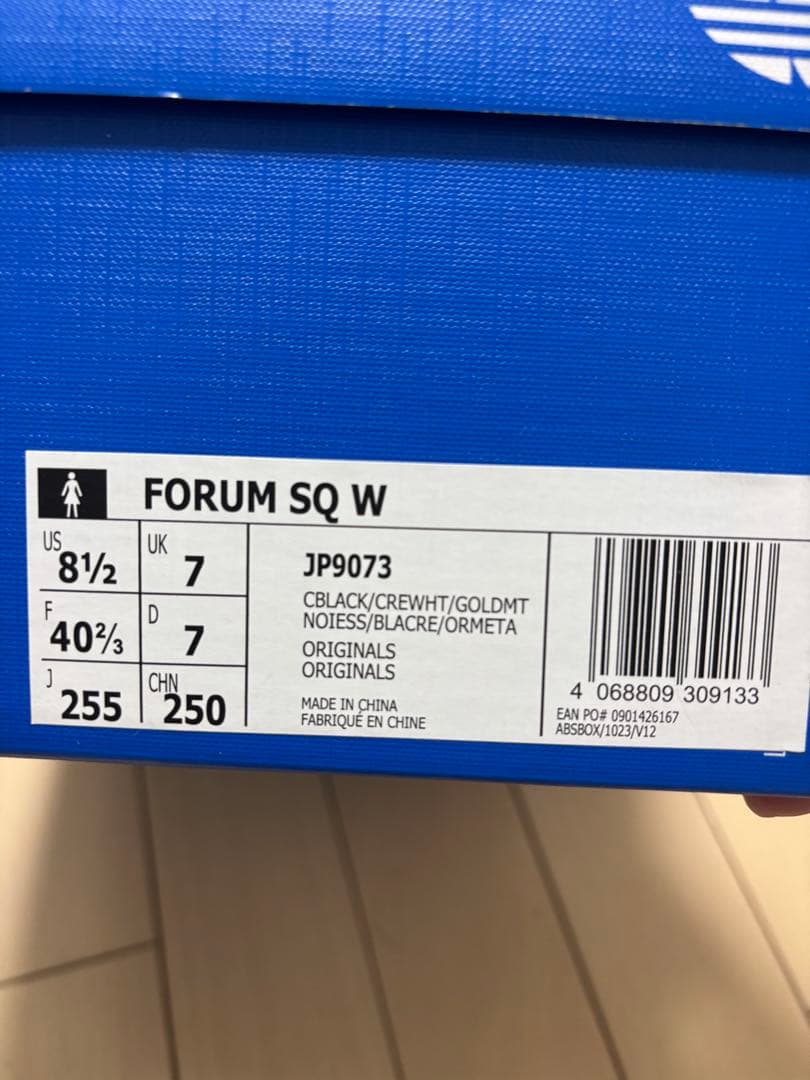 FORUM SQ W
US 8½ UK 7
F 40⅔ D 7
J 255 CHN 250
JP9073
CBLACK/CREWHT/GOLDMT
NOIESS/BLACRE/ORMETA
ORIGINALS
ORIGINALS
MADE IN CHINA
FABRIQUÉ EN CHINE
4 068809 309133
EAN PO# 0901426167
ABSBOX/1023/V12